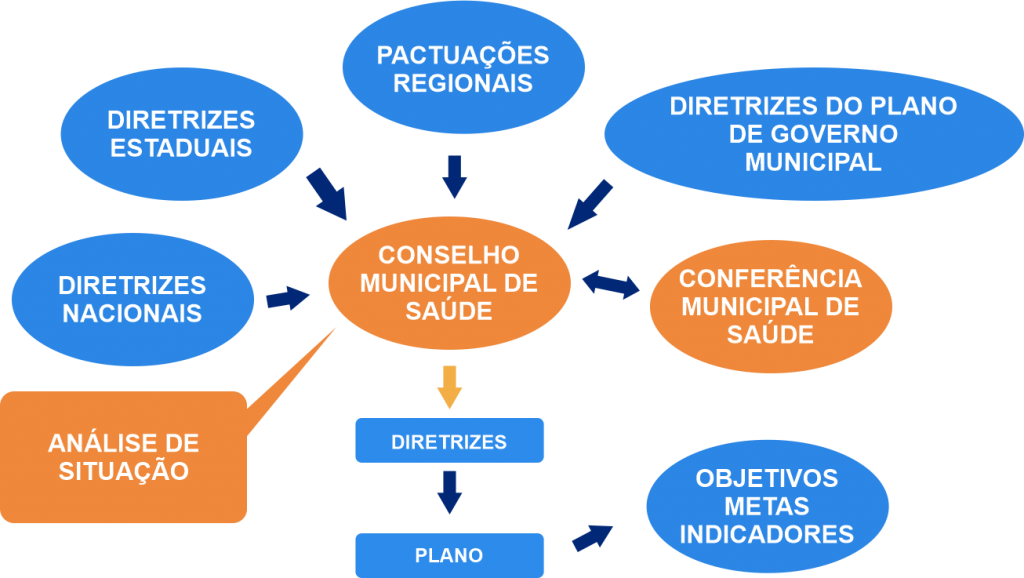 PACTUAÇÕES
REGIONAIS
DIRETRIZES
ESTADUAIS
DIRETRIZES DO PLANO
DE GOVERNO
MUNICIPAL
DIRETRIZES
NACIONAIS
CONSELHO
MUNICIPAL DE
SAÚDE
CONFERÊNCIA
MUNICIPAL DE
SAÚDE
ANÁLISE DE
SITUAÇÃO
DIRETRIZES
PLANO
OBJETIVOS
METAS
INDICADORES